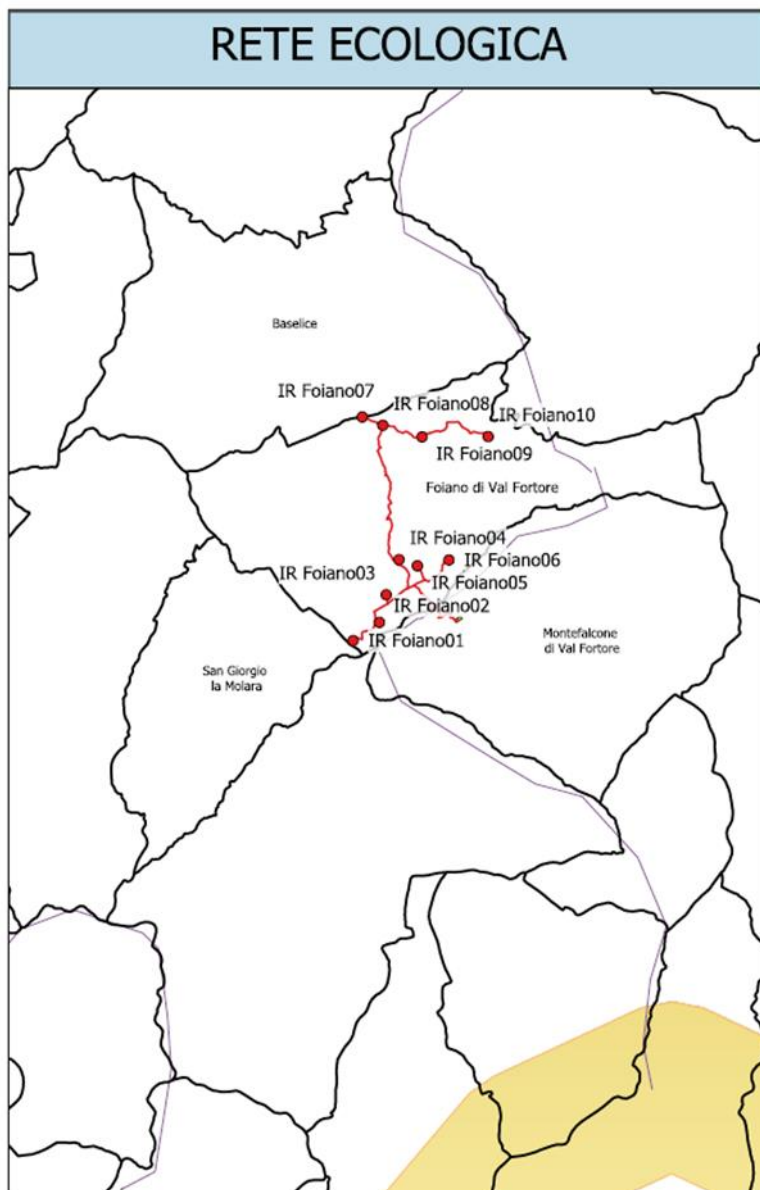 RETE ECOLOGICA
Baselice
IR Foiano07
IR Foiano08
IR Foiano10
IR Foiano09
Foiano di Val Fortore
IR Foiano04
IR Foiano06
IR Foiano03
IR Foiano05
IR Foiano02
IR Foiano01
Montefalcone
di Val Fortore
San Giorgio
la Molara